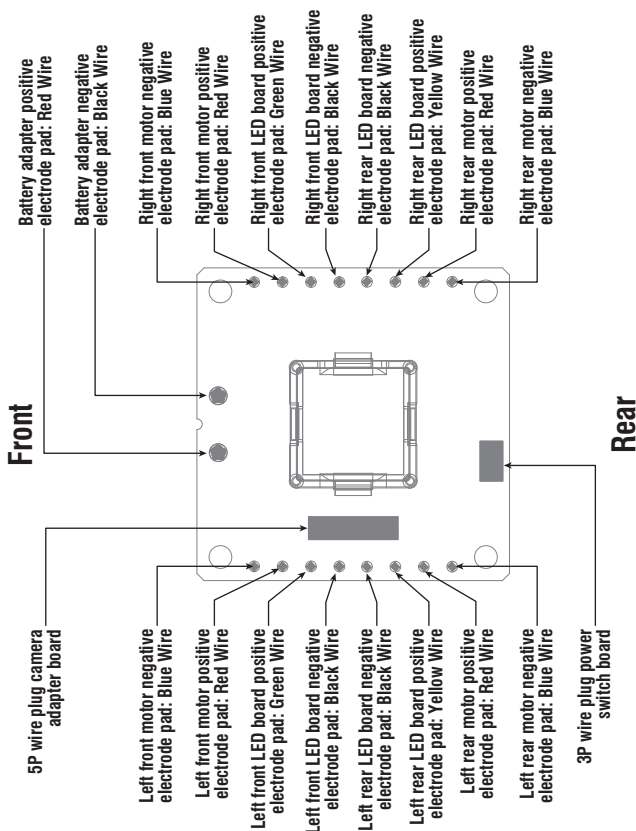 Front
Battery adapter positive
electrode pad: Red Wire
Battery adapter negative
electrode pad: Black Wire
Right front motor negative
electrode pad: Blue Wire
Right front motor positive
electrode pad: Red Wire
Right front LED board positive
electrode pad: Green Wire
Right front LED board negative
electrode pad: Black Wire
Right rear LED board negative
electrode pad: Black Wire
Right rear LED board positive
electrode pad: Yellow Wire
Right rear motor positive
electrode pad: Red Wire
Right rear motor negative
electrode pad: Blue Wire
5P wire plug camera
adapter board
Left front motor negative
electrode pad: Blue Wire
Left front motor positive
electrode pad: Red Wire
Left front LED board positive
electrode pad: Green Wire
Left front LED board negative
electrode pad: Black Wire
Left rear LED board negative
electrode pad: Black Wire
Left rear LED board positive
electrode pad: Yellow Wire
Left rear motor positive
electrode pad: Red Wire
Left rear motor negative
electrode pad: Blue Wire
3P wire plug power
switch board
Rear